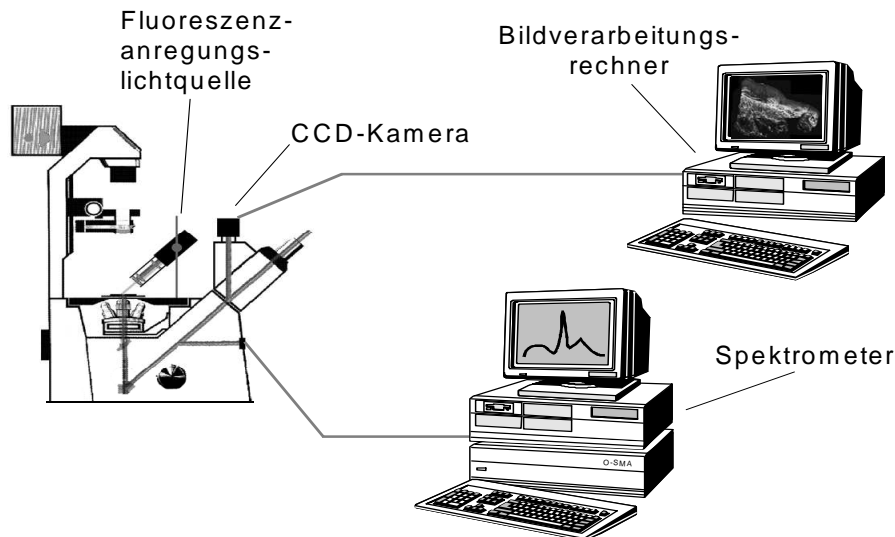 Fluoreszenz-
anregungs-
lichtquelle
CCD-Kamera
Bildverarbeitungs-
rechner
Spektrometer
O-SMA